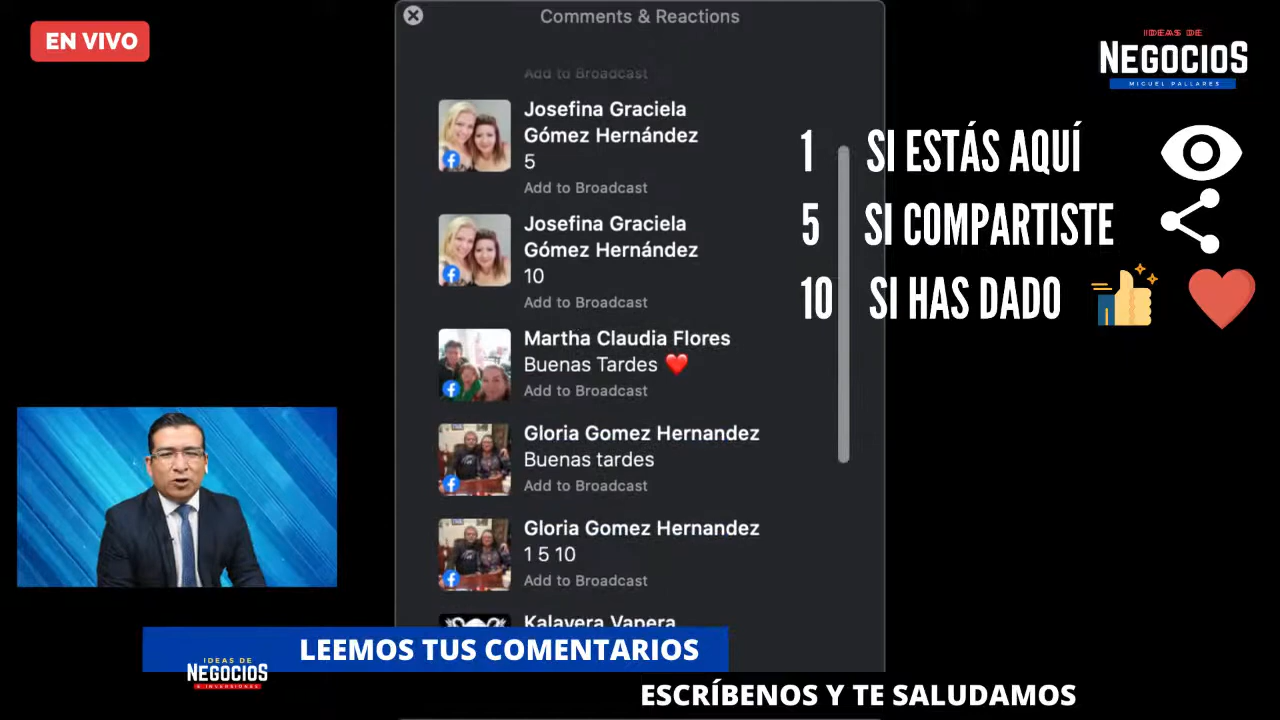 EN VIVO
Comments & Reactions
IDEAS DE
NEGOCIOS
MIGUEL PALLARES
Add to Broadcast
Josefina Graciela
Gómez Hernández
5
Add to Broadcast
Josefina Graciela
Gómez Hernández
10
Add to Broadcast
Martha Claudia Flores
Buenas Tardes ❤️
Add to Broadcast
Gloria Gomez Hernandez
Buenas tardes
Add to Broadcast
Gloria Gomez Hernandez
1 5 10
Add to Broadcast
Kalavera Vapera
1 SI ESTÁS AQUÍ
5 SI COMPARTISTE
10 SI HAS DADO
LEEMOS TUS COMENTARIOS
IDEAS DE
NEGOCIOS
E INVERSIONES
ESCRÍBENOS Y TE SALUDAMOS